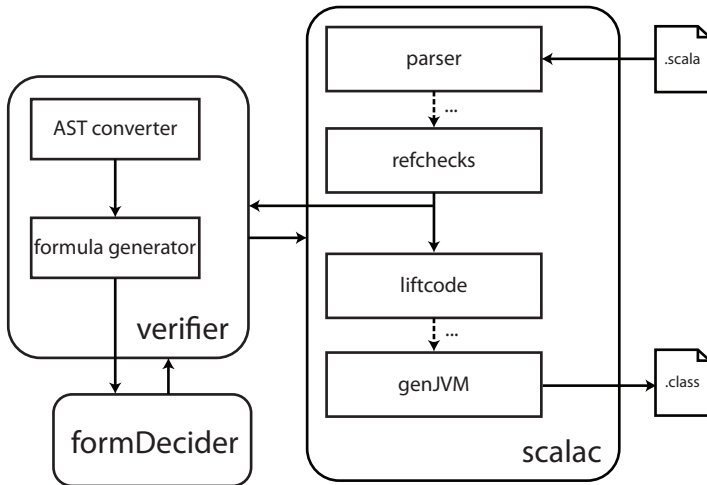 parser
.scala
...
AST converter
refchecks
formula generator
liftcode
verifier
...
genJVM
.class
formDecider
scalac